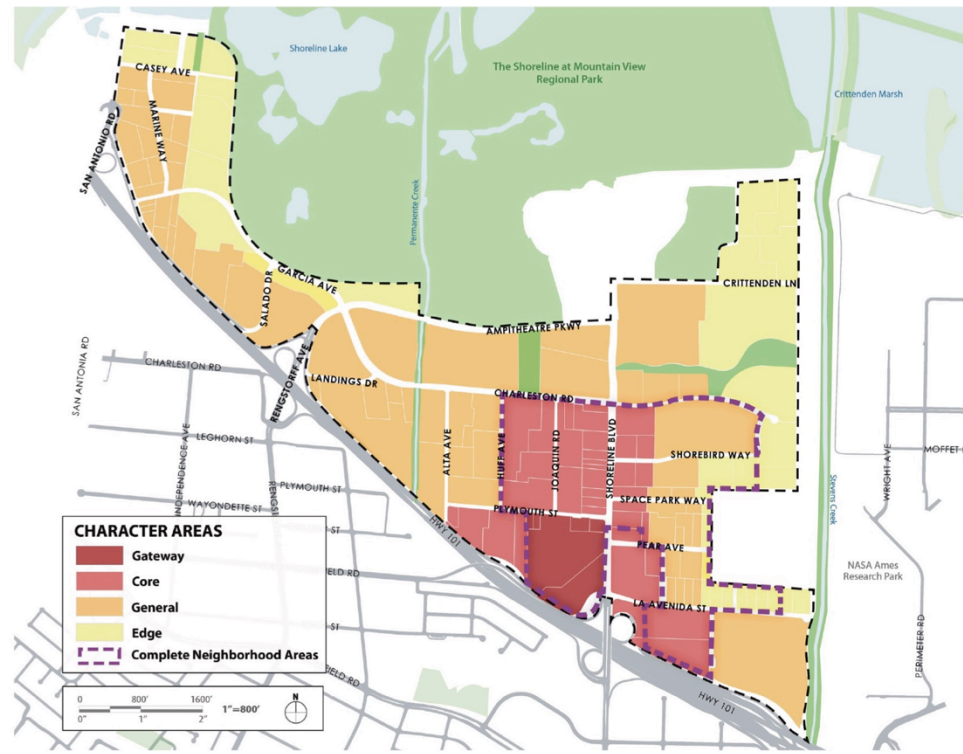 Shoreline Lake
The Shoreline at Mountain View
Regional Park
Crittenden Marsh
CASEY AVE
MARINE WAY
SAN ANTONIO RD
Permanente Creek
GARCIA AVE
SALADO DR
CRITTENDEN LN
AMPITHEATRE PKWY
SAN ANTONIA RD
CHARLESTON RD
RENGSTORFF AVE
LANDINGS DR
CHARLESTON RD
LEGHORN ST
INDEPENDENCE AVE
ALTA AVE
HUFF AVE
JOAQUIN RD
SHORELINE BLVD
SHOREBIRD WAY
WRIGHT AVE
PLYMOUTH ST
WAYONDETTE ST
SPACE PARK WAY
PLYMOUTH ST
Stevens Creek
HWY 101
PEAR AVE
NASA Ames
Research Park
LA AVENIDA ST
PERIMETER RD
HWY 101
CHARACTER AREAS
Gateway
Core
General
Edge
Complete Neighborhood Areas
0 800' 1600'
0" 1" 2"
1"=800'
N